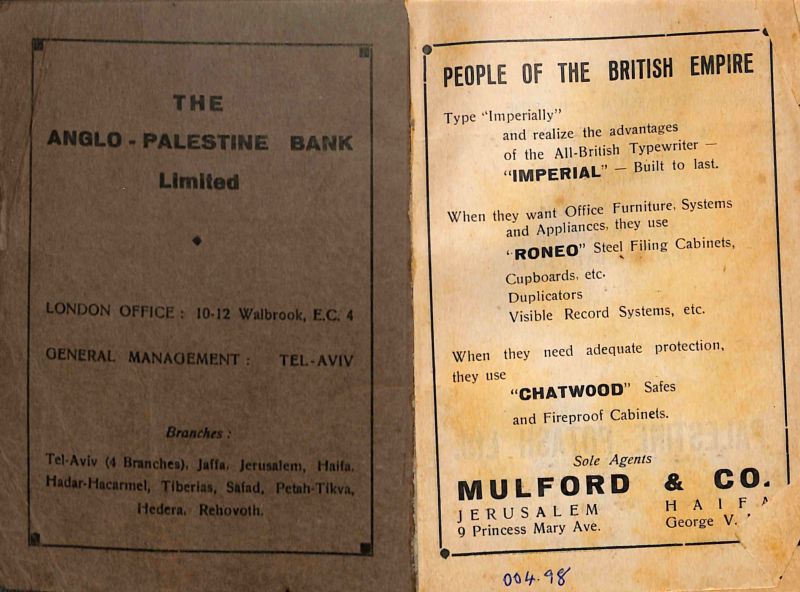 THE
ANGLO - PALESTINE BANK
Limited
LONDON OFFICE : 10-12 Walbrook, E.C. 4
GENERAL MANAGEMENT : TEL-AVIV
Branches :
Tel-Aviv (4 Branches), Jaffa, Jerusalem, Haifa,
Hadar-Hacarmel, Tiberias, Safad, Petah-Tikva,
Hedera, Rehovoth.
PEOPLE OF THE BRITISH EMPIRE
Type "Imperially"
and realize the advantages
of the All-British Typewriter —
"IMPERIAL" — Built to last.
When they want Office Furniture, Systems
and Appliances, they use
"RONEO" Steel Filing Cabinets,
Cupboards, etc.
Duplicators
Visible Record Systems, etc.
When they need adequate protection,
they use
"CHATWOOD" Safes
and Fireproof Cabinets.
Sole Agents
MULFORD & CO.
JERUSALEM HAIFA
9 Princess Mary Ave. George V.
004.98